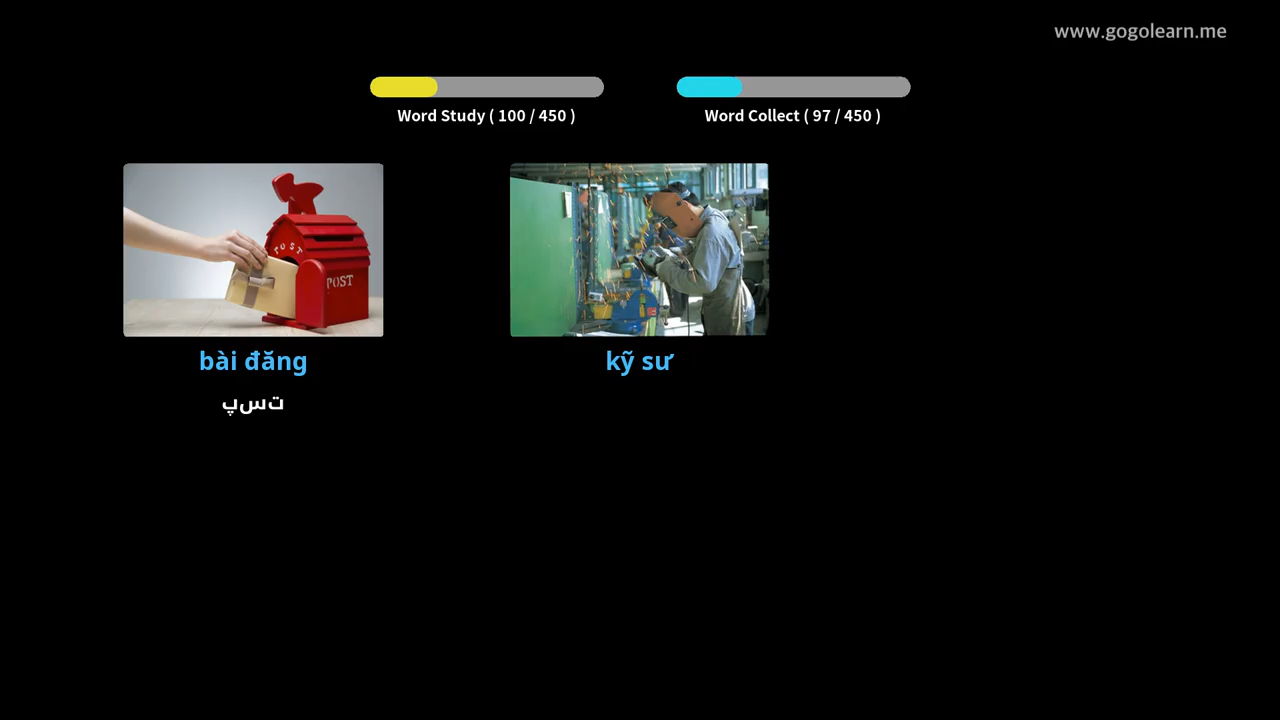 www.gogolearn.me
Word Study ( 100 / 450 )
Word Collect ( 97 / 450 )
POST
POST
bài đăng
kỹ sư
پست